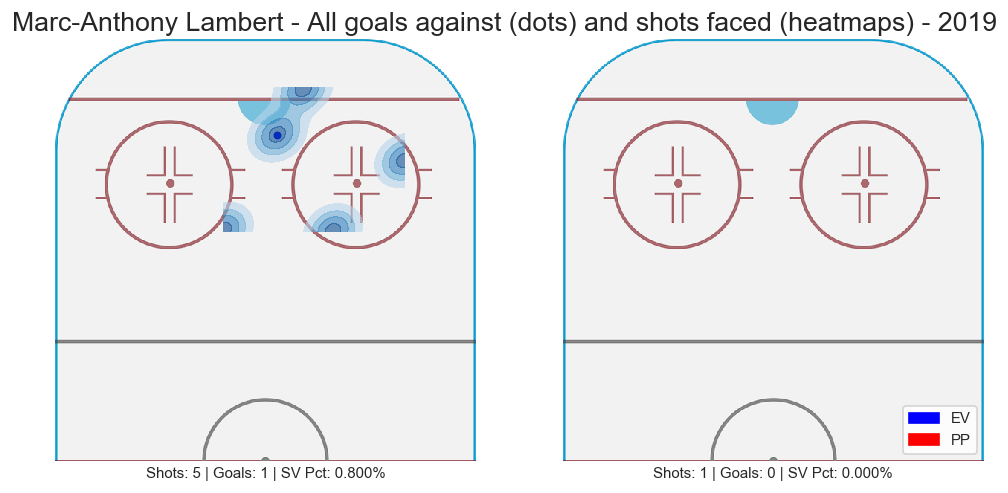 Marc-Anthony Lambert - All goals against (dots) and shots faced (heatmaps) - 2019
EV
PP
Shots: 5 | Goals: 1 | SV Pct: 0.800%
Shots: 1 | Goals: 0 | SV Pct: 0.000%